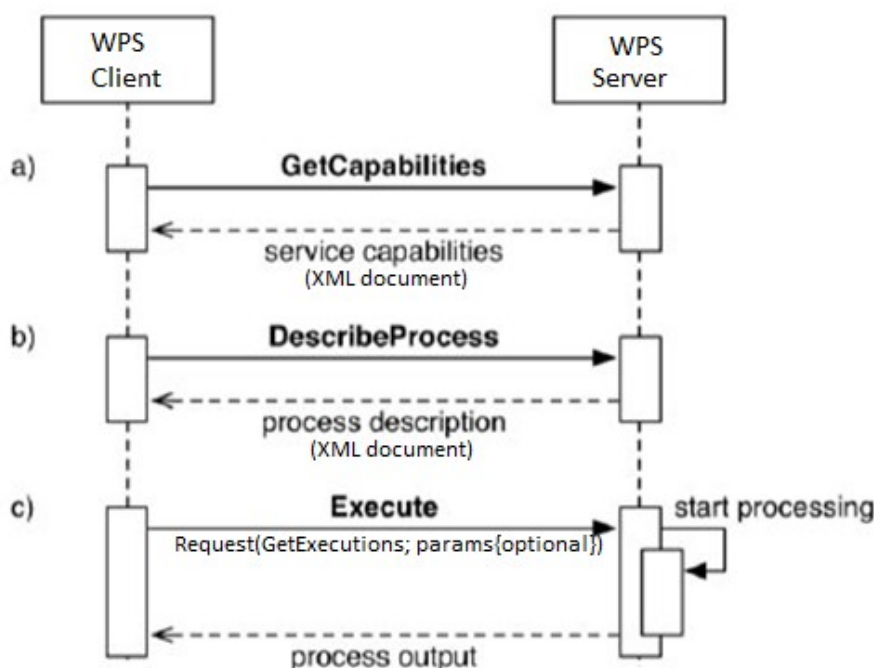 WPS
Client
WPS
Server
a)
GetCapabilities
service capabilities
(XML document)
b)
DescribeProcess
process description
(XML document)
c)
Execute
start processing
Request(GetExecutions; params{optional})
process output